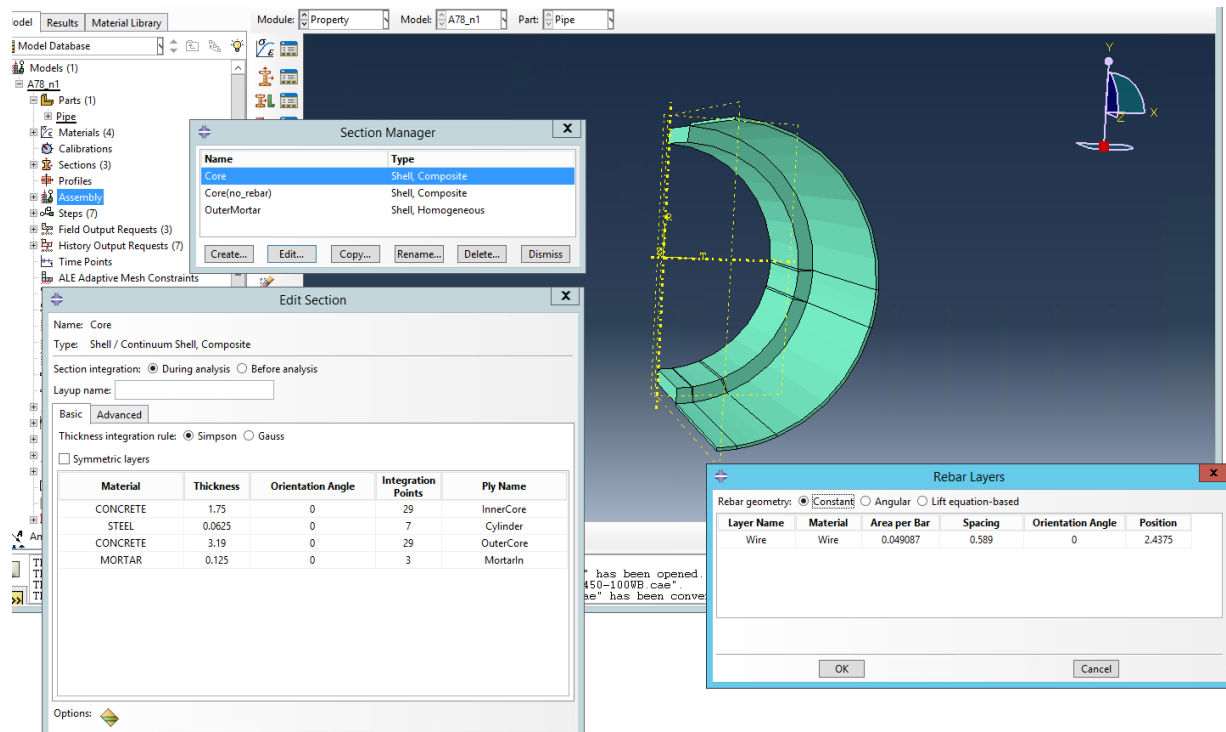 Results Material Library
Module: Property Model: A78_n1 Part: Pipe
Model Database
Models (1)
A78_n1
Parts (1)
Pipe
Materials (4)
Calibrations
Sections (3)
Profiles
Assembly
Steps (7)
Field Output Requests (3)
History Output Requests (7)
Time Points
ALE Adaptive Mesh Constraints
Section Manager
Name Type
Core Shell, Composite
Core(no_rebar) Shell, Composite
OuterMortar Shell, Homogeneous
Create... Edit... Copy... Rename... Delete... Dismiss
Y
X
Z
R
T
Edit Section
Name: Core
Type: Shell / Continuum Shell, Composite
Section integration: During analysis Before analysis
Layup name:
Basic Advanced
Thickness integration rule: Simpson Gauss
Symmetric layers
Material Thickness Orientation Angle Integration Points Ply Name
CONCRETE 1.75 0 29 InnerCore
STEEL 0.0625 0 7 Cylinder
CONCRETE 3.19 0 29 OuterCore
MORTAR 0.125 0 3 MortarIn
Options:
" has been opened.
450-100WB.cae".
ae" has been conve
Rebar Layers
Rebar geometry: Constant Angular Lift equation-based
Layer Name Material Area per Bar Spacing Orientation Angle Position
Wire Wire 0.049087 0.589 0 2.4375
OK Cancel